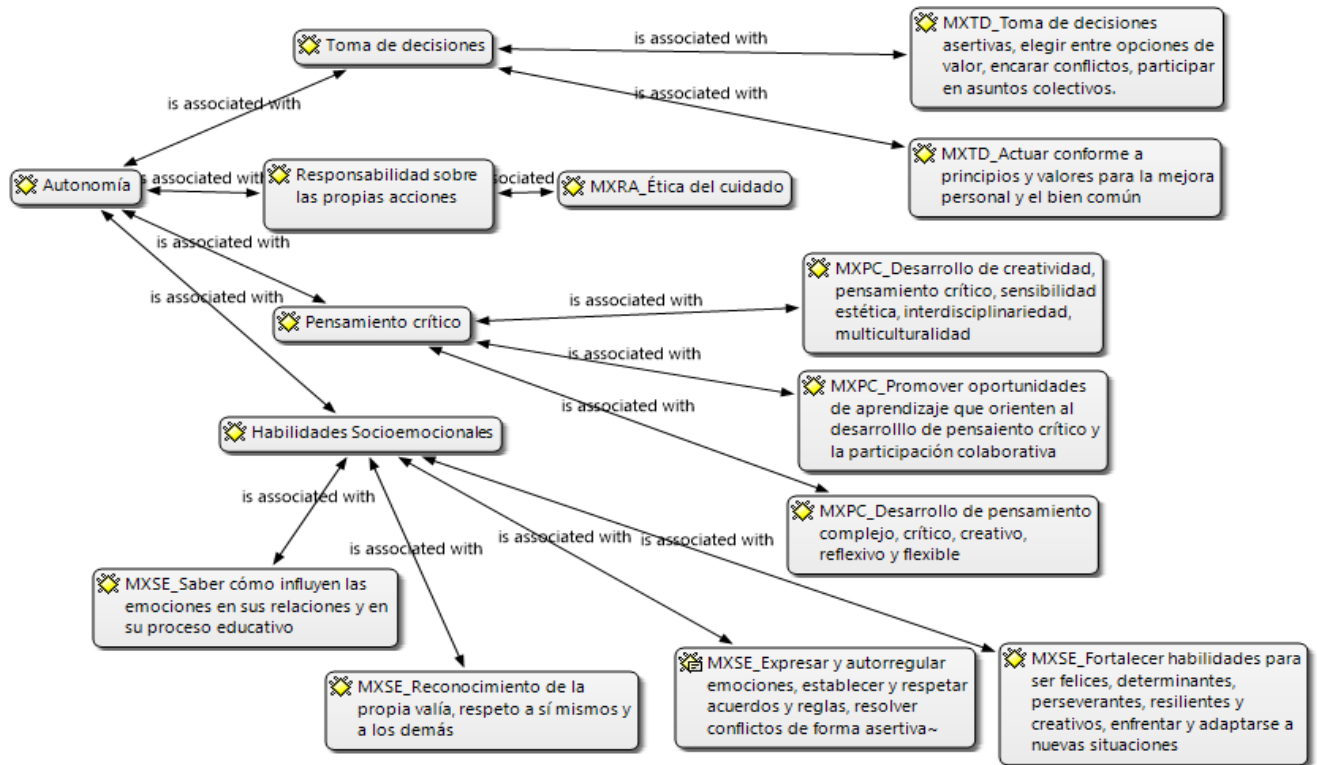 Toma de decisiones
is associated with
MXTD_Toma de decisiones
asertivas, elegir entre opciones de
valor, encarar conflictos, participar
en asuntos colectivos.
is associated with
is associated with
MXTD_Actuar conforme a
principios y valores para la mejora
personal y el bien común
Autonomía
is associated with
Responsabilidad sobre
las propias acciones
associated
MXRA_Ética del cuidado
is associated with
is associated with
Pensamiento crítico
is associated with
MXPC_Desarrollo de creatividad,
pensamiento crítico, sensibilidad
estética, interdisciplinariedad,
multiculturalidad
is associated with
MXPC_Promover oportunidades
de aprendizaje que orienten al
desarrolllo de pensaiento crítico y
la participación colaborativa
is associated with
MXPC_Desarrollo de pensamiento
complejo, crítico, creativo,
reflexivo y flexible
Habilidades Socioemocionales
is associated with
is associated with
is associated with
is associated with
MXSE_Saber cómo influyen las
emociones en sus relaciones y en
su proceso educativo
MXSE_Reconocimiento de la
propia valía, respeto a sí mismos y
a los demás
MXSE_Expresar y autorregular
emociones, establecer y respetar
acuerdos y reglas, resolver
conflictos de forma asertiva~
MXSE_Fortalecer habilidades para
ser felices, determinantes,
perseverantes, resilientes y
creativos, enfrentar y adaptarse a
nuevas situaciones